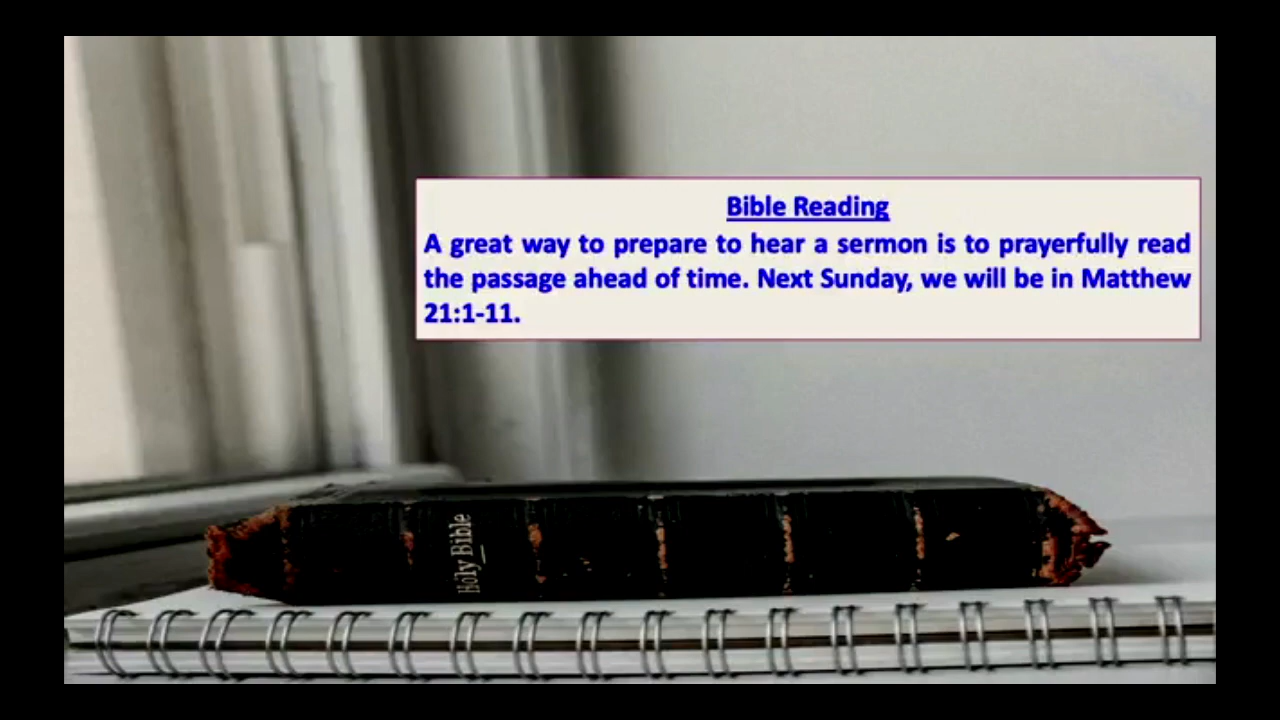 Bible Reading
A great way to prepare to hear a sermon is to prayerfully read
the passage ahead of time. Next Sunday, we will be in Matthew
21:1-11.
Holy Bible